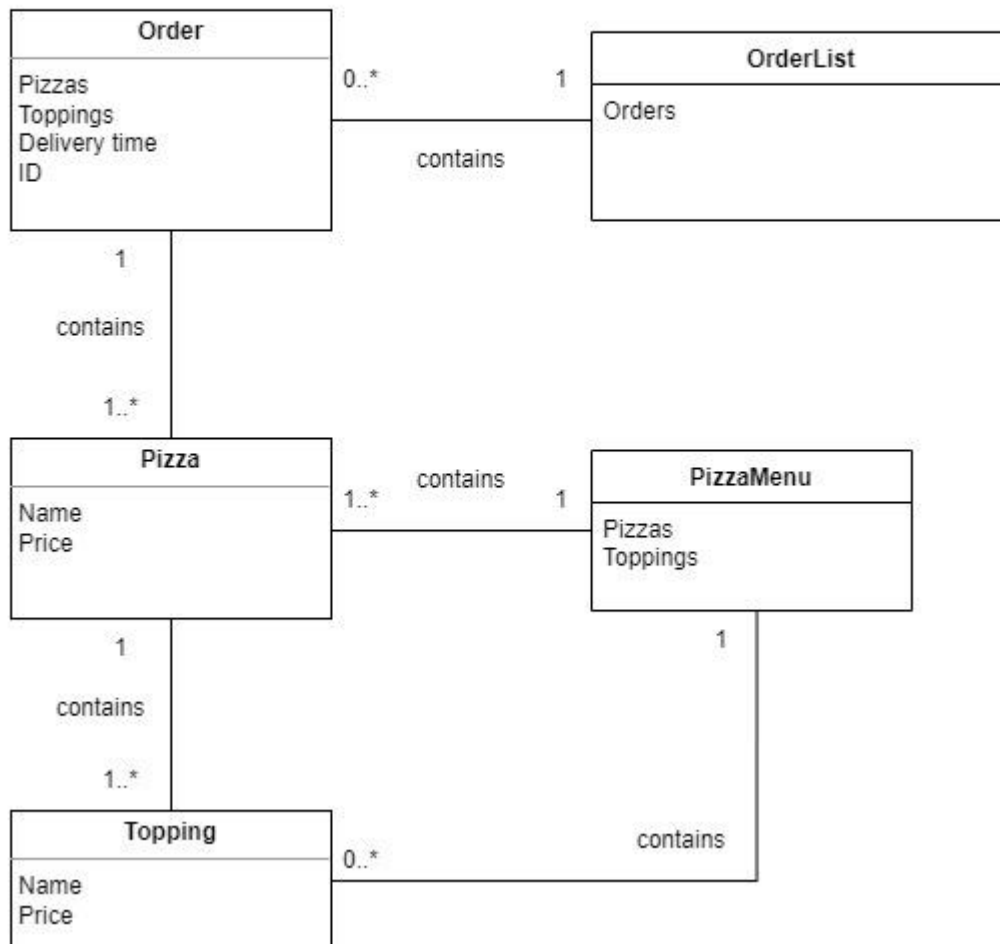 Order
Pizzas
Toppings
Delivery time
ID
0..*
1
contains
OrderList
Orders
1
contains
1..*
Pizza
Name
Price
1..*
contains
1
PizzaMenu
Pizzas
Toppings
1
contains
1..*
1
contains
0..*
Topping
Name
Price